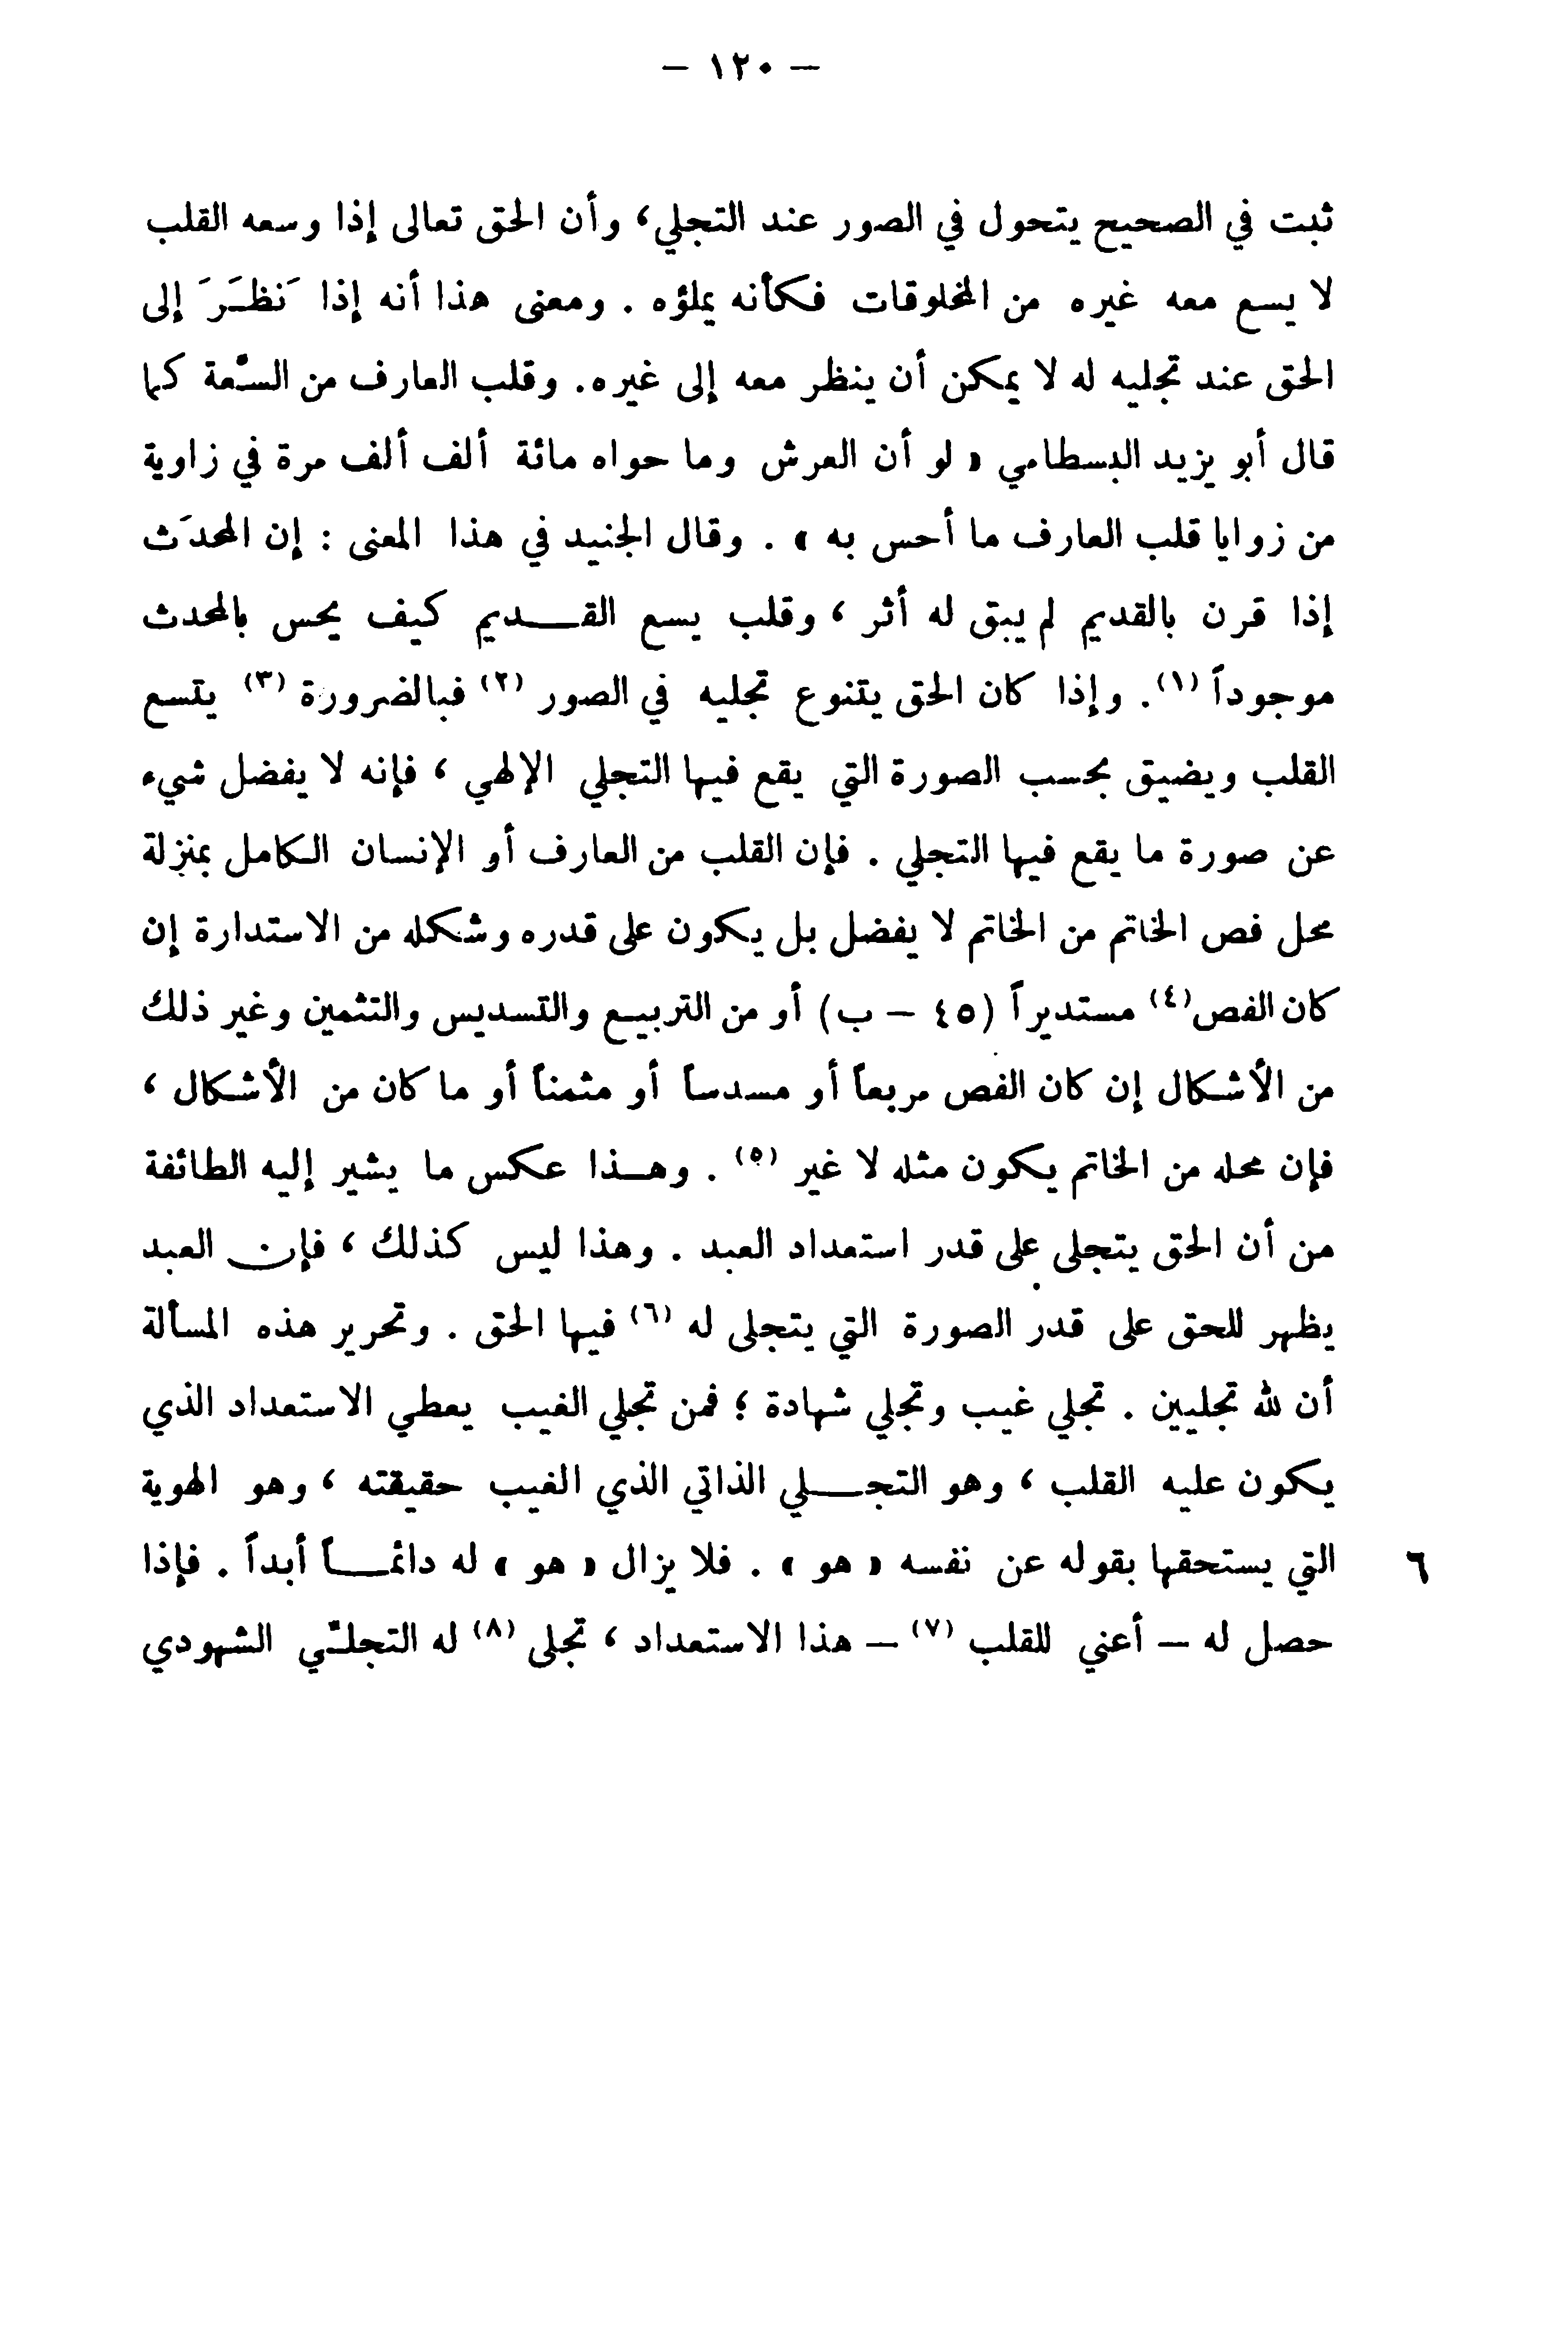 – ١٢٠ –
ثبت في الصحيح يتحول في الصور عند التجلي، وأن الحق تعالى إذا وسعه القلب
لا يسع معه غيره من المخلوقات فكأنه يملؤه . ومعنى هذا أنه إذا نَظَرَ إلى
الحق عند تجليه له لا يمكن أن ينظر معه إلى غيره. وقلب العارف من السَّعة كما
قال أبو يزيد البسطامي « لو أن العرش وما حواه مائة ألف ألف مرة في زاوية
من زوايا قلب العارف ما أحس به » . وقال الجنيد في هذا المعنى : إن المحدَث
إذا قرن بالقديم لم يبق له أثر ، وقلب يسع القـديم كيف يحس بالمحدث
موجوداً (١). وإذا كان الحق يتنوع تجليه في الصور (٢) فبالضرورة (٣) يتسع
القلب ويضيق بحسب الصورة التي يقع فيها التجلي الإلهي ، فإنه لا يفضل شيء
عن صورة ما يقع فيها التجلي . فإن القلب من العارف أو الإنسان الكامل بمنزلة
محل فص الخاتم من الخاتم لا يفضل بل يكون على قدره وشكله من الاستدارة إن
كان الفص(٤) مستديراً (٤٥ – ب) أو من التربيع والتسديس والتثمين وغير ذلك
من الأشكال إن كان الفص مربعاً أو مسدساً أو مثمناً أو ما كان من الأشكال ،
فإن محله من الخاتم يكون مثله لا غير (٥) . وهـذا عكس ما يشير إليه الطائفة
من أن الحق يتجلى على قدر استعداد العبد . وهذا ليس كذلك ، فإن العبد
يظهر للحق على قدر الصورة التي يتجلى له (٦) فيها الحق . وتحرير هذه المسألة
أن لله تجليين . تجلي غيب وتجلي شهادة ؛ فمن تجلي الغيب يعطي الاستعداد الذي
يكون عليه القلب ، وهو التجـلي الذاتي الذي الغيب حقيقته ، وهو الهوية
التي يستحقها بقوله عن نفسه « هو » . فلا يزال « هو » له دائمـاً أبداً . فإذا ٦
حصل له – أعني للقلب (٧) – هذا الاستعداد ، تجلى (٨) له التجلِّي الشهودي